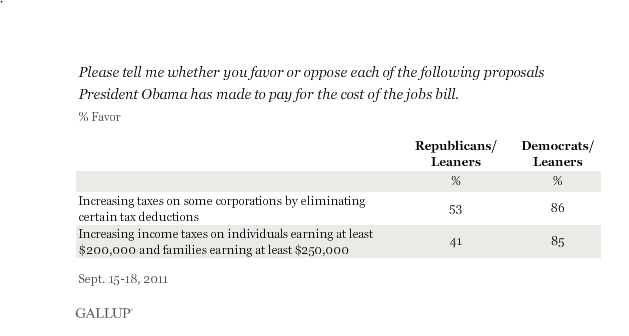 Please tell me whether you favor or oppose each of the following proposals
President Obama has made to pay for the cost of the jobs bill.
% Favor
Republicans/ Democrats/
Leaners Leaners
% %
Increasing taxes on some corporations by eliminating
certain tax deductions 53 86
Increasing income taxes on individuals earning at least
$200,000 and families earning at least $250,000 41 85
Sept. 15-18, 2011
GALLUP®